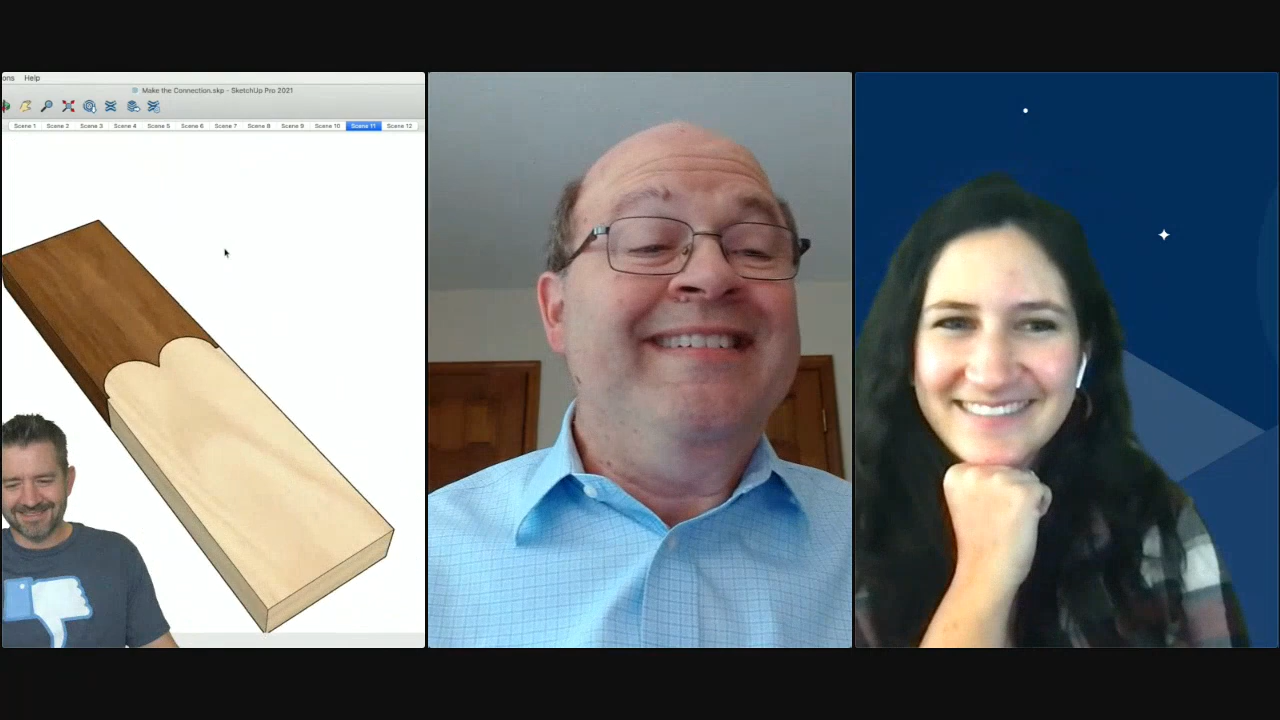 ons Help
Make the Connection.skp - SketchUp Pro 2021
Scene 1 Scene 2 Scene 3 Scene 4 Scene 5 Scene 6 Scene 7 Scene 8 Scene 9 Scene 10 Scene 11 Scene 12